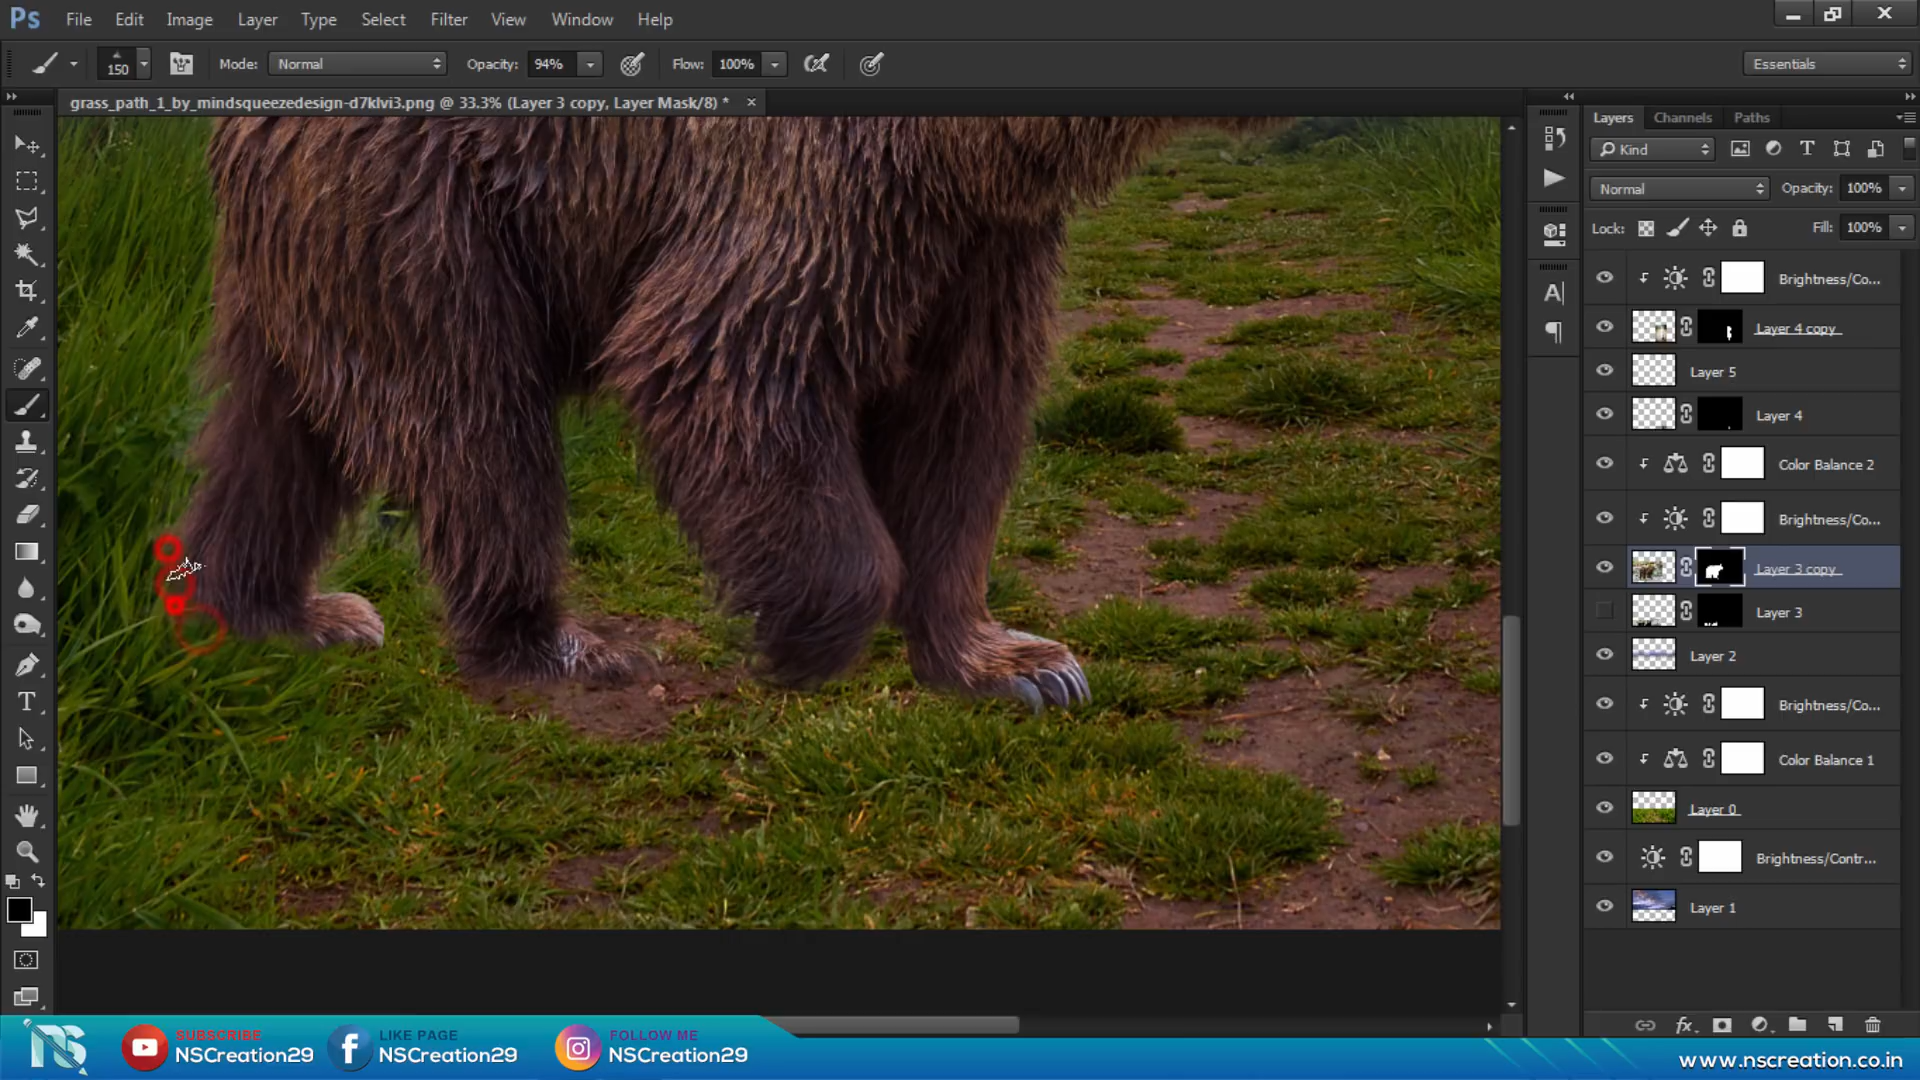 Ps File Edit Image Layer Type Select Filter View Window Help
150 Mode: Normal Opacity: 94% Flow: 100% Essentials
grass_path_1_by_mindsqueezedesign-d7klvi3.png @ 33.3% (Layer 3 copy, Layer Mask/8) *
Layers Channels Paths
Kind
Normal Opacity: 100%
Lock: Fill: 100%
Brightness/Co...
Layer 4 copy
Layer 5
Layer 4
Color Balance 2
Brightness/Co...
Layer 3 copy
Layer 3
Layer 2
Brightness/Co...
Color Balance 1
Layer 0
Brightness/Contr...
Layer 1
NS
SUBSCRIBE
NSCreation29
LIKE PAGE
NSCreation29
FOLLOW ME
NSCreation29
www.nscreation.co.in